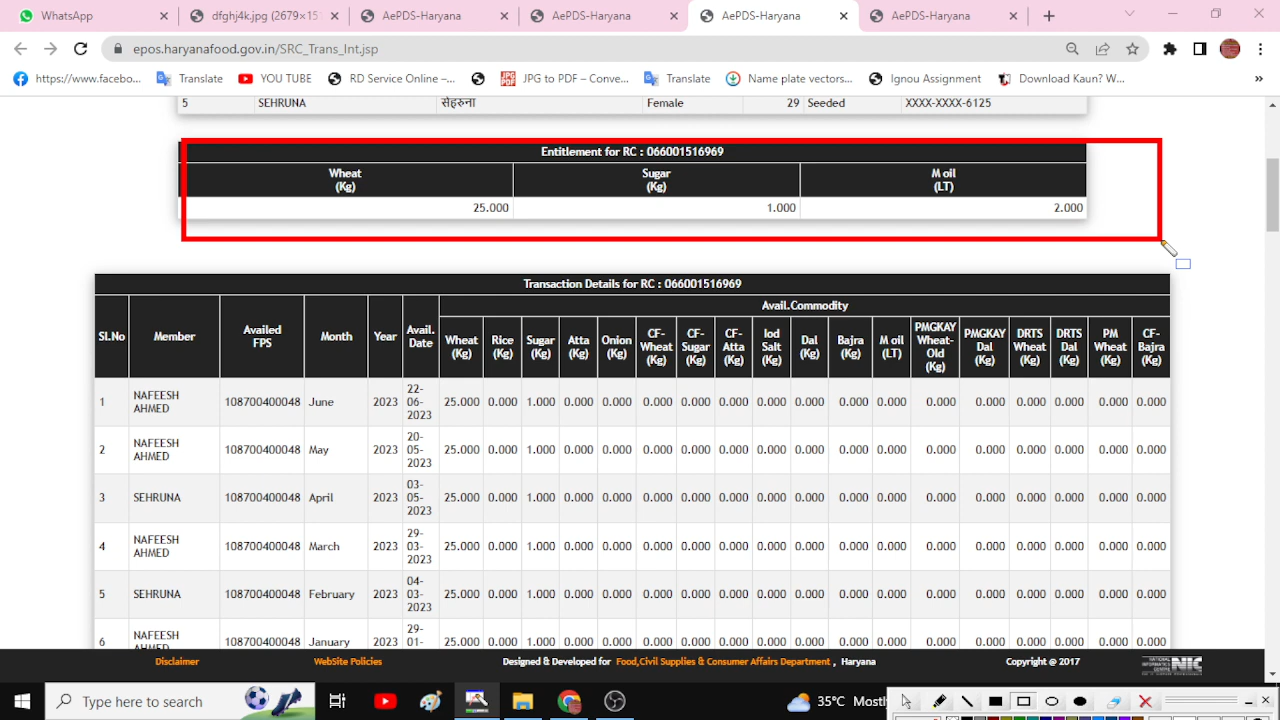 WhatsApp
dfghj4k.jpg (2679×15
AePDS-Haryana
AePDS-Haryana
AePDS-Haryana
AePDS-Haryana
epos.haryanafood.gov.in/SRC_Trans_Int.jsp
https://www.facebo... Translate YOU TUBE RD Service Online –... JPG to PDF – Conve... Translate Name plate vectors... Ignou Assignment Download Kaun? W... »
5 SEHRUNA सेहरुना Female 29 Seeded XXXX-XXXX-6125
Entitlement for RC : 066001516969
Wheat (Kg) Sugar (Kg) M oil (LT)
25.000 1.000 2.000
Transaction Details for RC : 066001516969
Avail.Commodity
Sl.No Member Availed FPS Month Year Avail. Date Wheat (Kg) Rice (Kg) Sugar (Kg) Atta (Kg) Onion (Kg) CF-Wheat (Kg) CF-Sugar (Kg) CF-Atta (Kg) Iod Salt (Kg) Dal (Kg) Bajra (Kg) M oil (LT) PMGKAY Wheat-Old (Kg) PMGKAY Dal (Kg) DRTS Wheat (Kg) DRTS Dal (Kg) PM Wheat (Kg) CF-Bajra (Kg)
1 NAFEESH AHMED 108700400048 June 2023 22-06-2023 25.000 0.000 1.000 0.000 0.000 0.000 0.000 0.000 0.000 0.000 0.000 0.000 0.000 0.000 0.000 0.000 0.000 0.000
2 NAFEESH AHMED 108700400048 May 2023 20-05-2023 25.000 0.000 1.000 0.000 0.000 0.000 0.000 0.000 0.000 0.000 0.000 0.000 0.000 0.000 0.000 0.000 0.000 0.000
3 SEHRUNA 108700400048 April 2023 03-05-2023 25.000 0.000 1.000 0.000 0.000 0.000 0.000 0.000 0.000 0.000 0.000 0.000 0.000 0.000 0.000 0.000 0.000 0.000
4 NAFEESH AHMED 108700400048 March 2023 29-03-2023 25.000 0.000 1.000 0.000 0.000 0.000 0.000 0.000 0.000 0.000 0.000 0.000 0.000 0.000 0.000 0.000 0.000 0.000
5 SEHRUNA 108700400048 February 2023 04-03-2023 25.000 0.000 1.000 0.000 0.000 0.000 0.000 0.000 0.000 0.000 0.000 0.000 0.000 0.000 0.000 0.000 0.000 0.000
6 NAFEESH AHMED 108700400048 January 2023 29-01- 25.000 0.000 1.000 0.000 0.000 0.000 0.000 0.000 0.000 0.000 0.000 0.000 0.000 0.000 0.000 0.000 0.000 0.000
Disclaimer WebSite Policies Designed & Developed for Food,Civil Supplies & Consumer Affairs Department , Haryana Copyright @ 2017 NATIONAL INFORMATICS CENTRE NIC
Type here to search
35°C Mostl